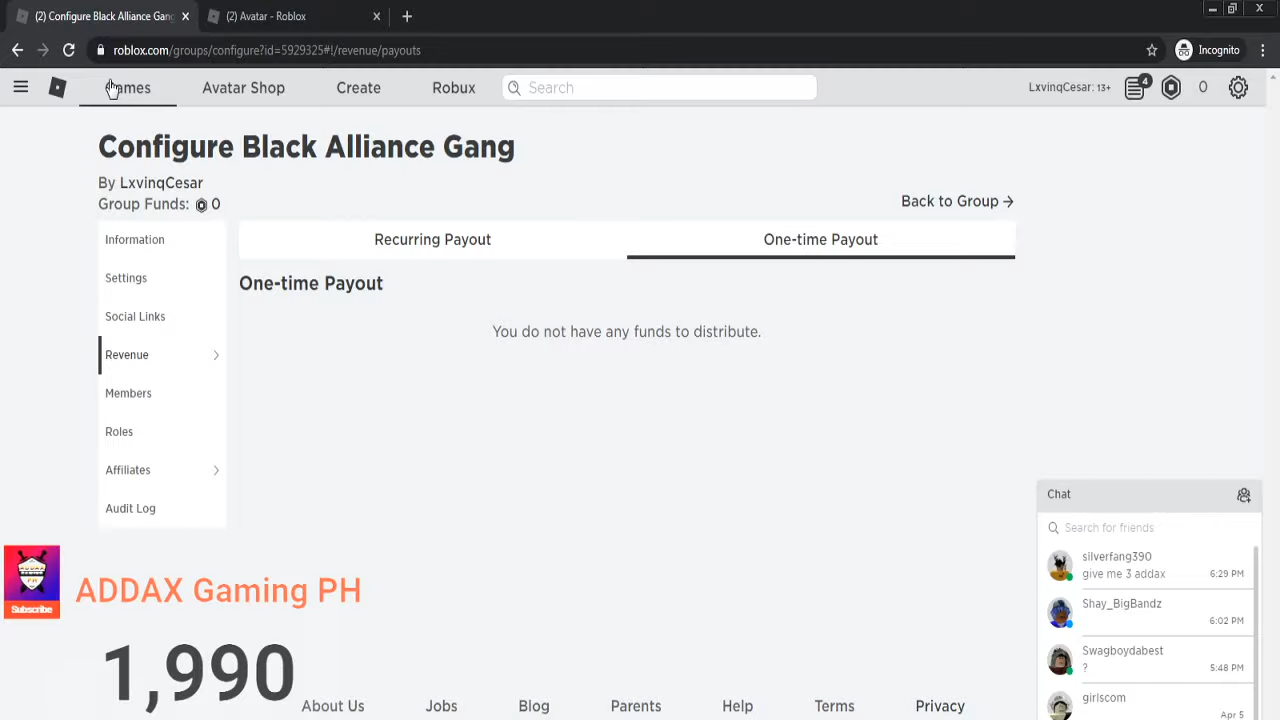 (2) Configure Black Alliance Gang
(2) Avatar - Roblox
roblox.com/groups/configure?id=5929325#!/revenue/payouts
Incognito
Avatar Shop
Create
Robux
Search
LxvinqCesar: 13+
4
0
Configure Black Alliance Gang
By LxvinqCesar
Group Funds: 0
Back to Group →
Information
Settings
Social Links
Revenue
Members
Roles
Affiliates
Audit Log
Recurring Payout
One-time Payout
One-time Payout
You do not have any funds to distribute.
Chat
Search for friends
silverfang390
give me 3 addax
6:29 PM
Shay_BigBandz
6:02 PM
Swagboydabest
?
5:48 PM
girlscom
Apr 5
Subscribe
ADDAX Gaming PH
1,990
About Us
Jobs
Blog
Parents
Help
Terms
Privacy